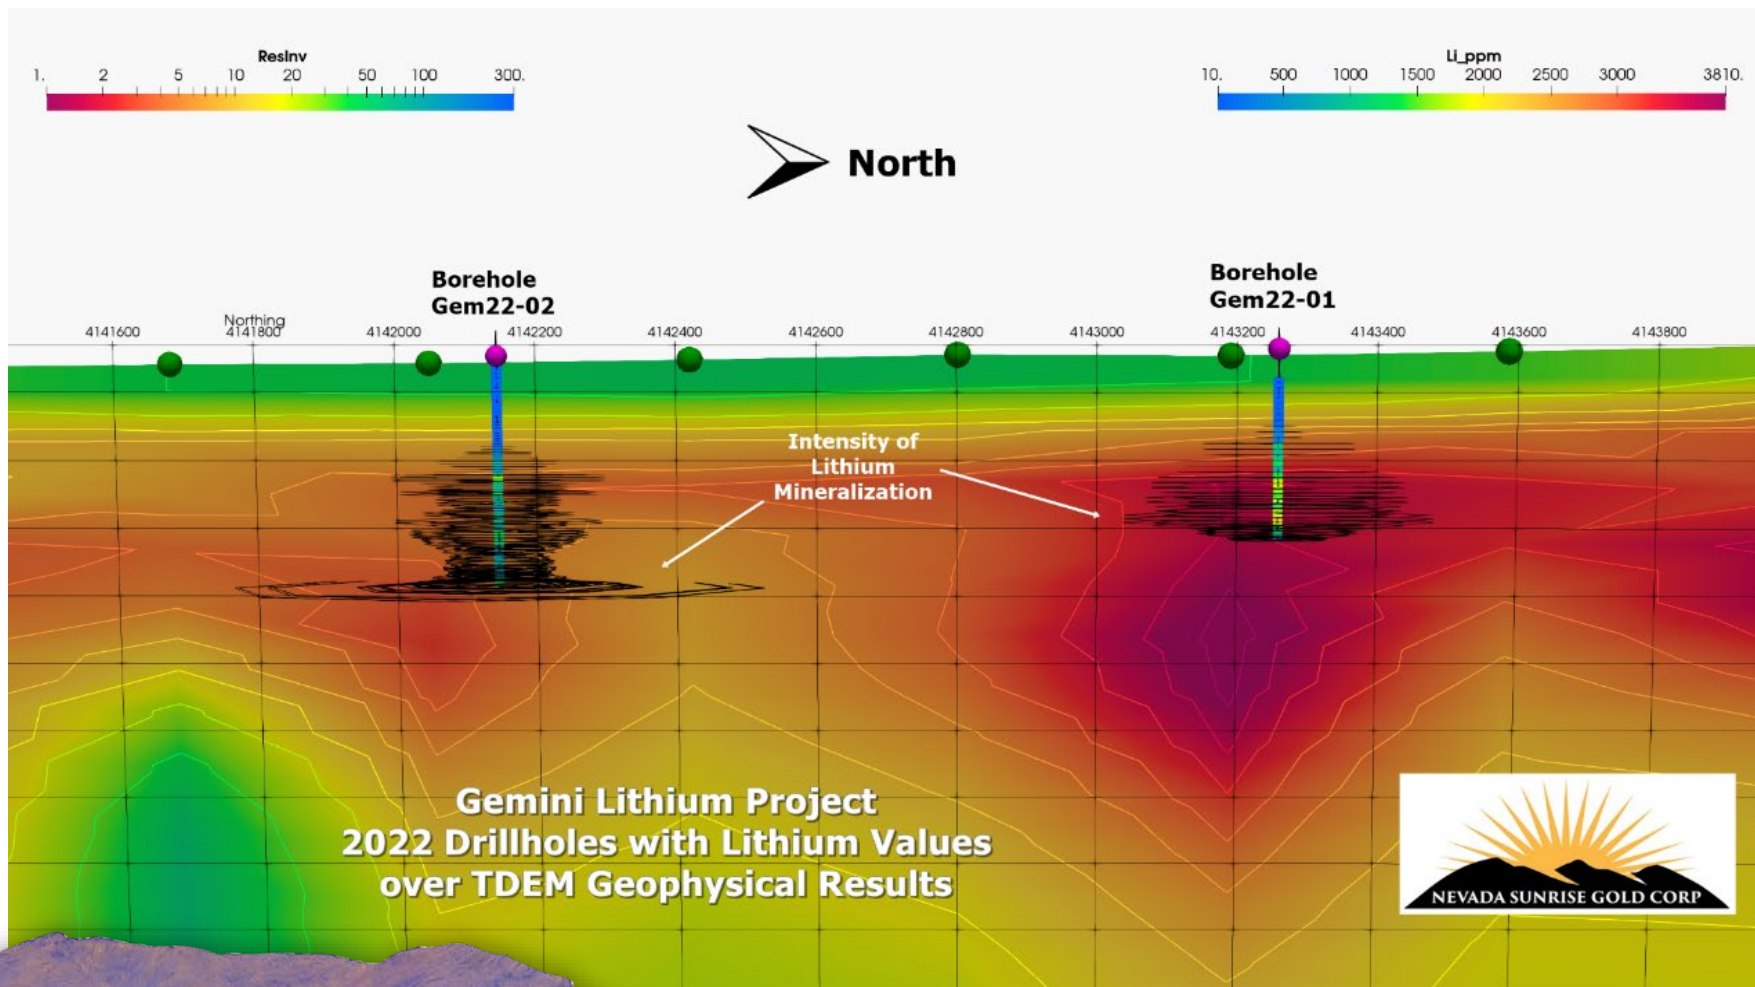 ResInv
1. 2 5 10 20 50 100 300.
Li_ppm
10. 500 1000 1500 2000 2500 3000 3810.
North
Borehole
Gem22-02
Borehole
Gem22-01
Northing
4141600 4141800 4142000 4142200 4142400 4142600 4142800 4143000 4143200 4143400 4143600 4143800
Intensity of
Lithium
Mineralization
Gemini Lithium Project
2022 Drillholes with Lithium Values
over TDEM Geophysical Results
NEVADA SUNRISE GOLD CORP